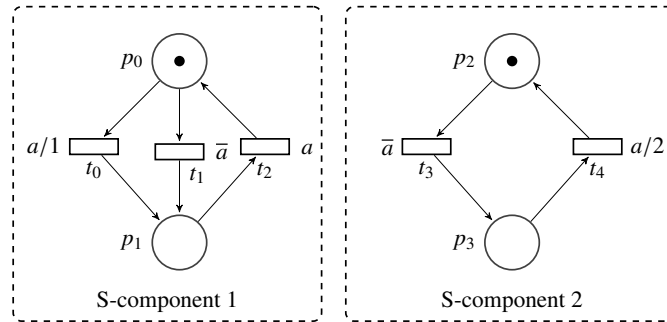 p₀
p₂
a/1
a̅
a
a̅
a/2
t₀
t₁
t₂
t₃
t₄
p₁
p₃
S-component 1
S-component 2